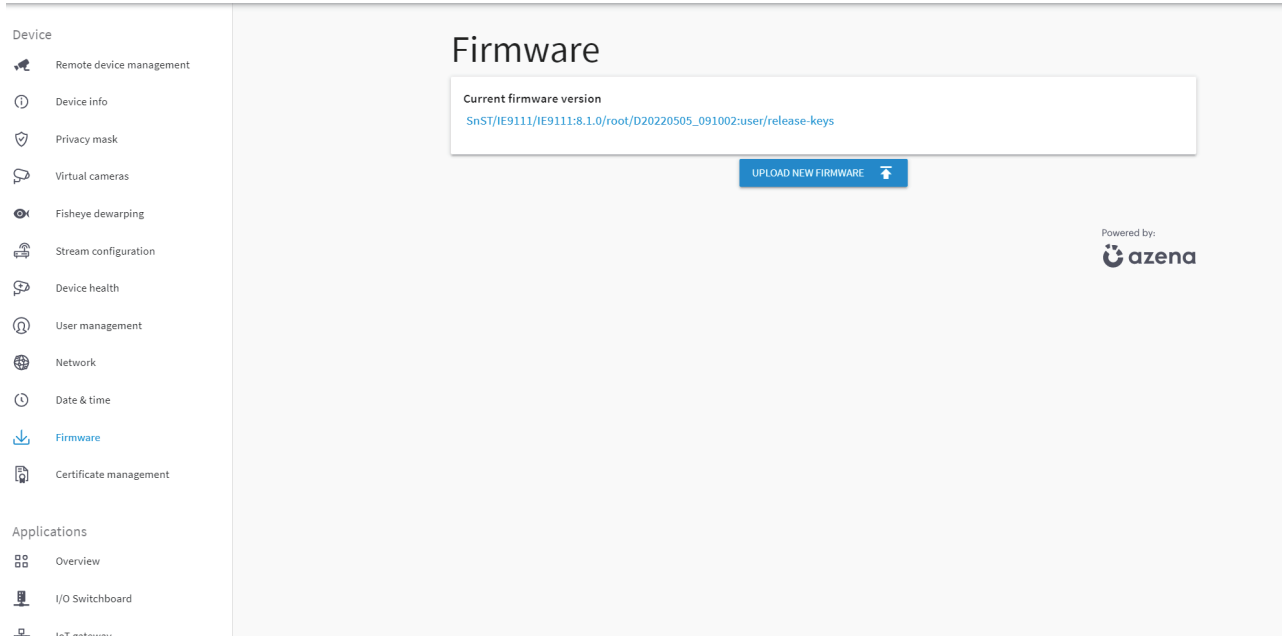 Device
Remote device management
Device info
Privacy mask
Virtual cameras
Fisheye dewarping
Stream configuration
Device health
User management
Network
Date & time
Firmware
Certificate management
Applications
Overview
I/O Switchboard
IoT gateway
Firmware
Current firmware version
SnST/IE9111/IE9111:8.1.0/root/D20220505_091002:user/release-keys
UPLOAD NEW FIRMWARE
Powered by:
azena